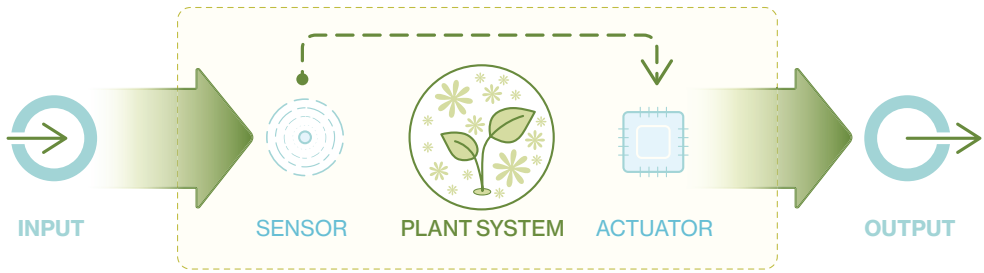 INPUT
SENSOR
PLANT SYSTEM
ACTUATOR
OUTPUT